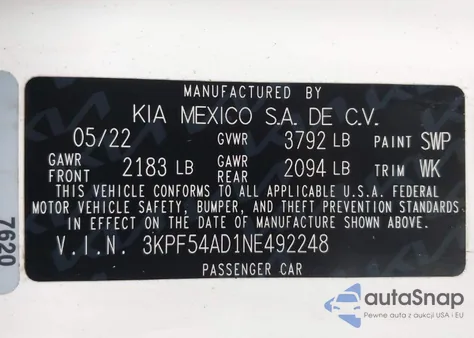 MANUFACTURED BY
KIA MEXICO S.A. DE C.V.
05/22 GVWR 3792 LB PAINT SWP
GAWR FRONT 2183 LB GAWR REAR 2094 LB TRIM WK
THIS VEHICLE CONFORMS TO ALL APPLICABLE U.S.A. FEDERAL
MOTOR VEHICLE SAFETY, BUMPER, AND THEFT PREVENTION STANDARDS
IN EFFECT ON THE DATE OF MANUFACTURE SHOWN ABOVE.
V.I.N. 3KPF54AD1NE492248
PASSENGER CAR
7620
autoSnap
Pewne auta z aukcji USA i EU